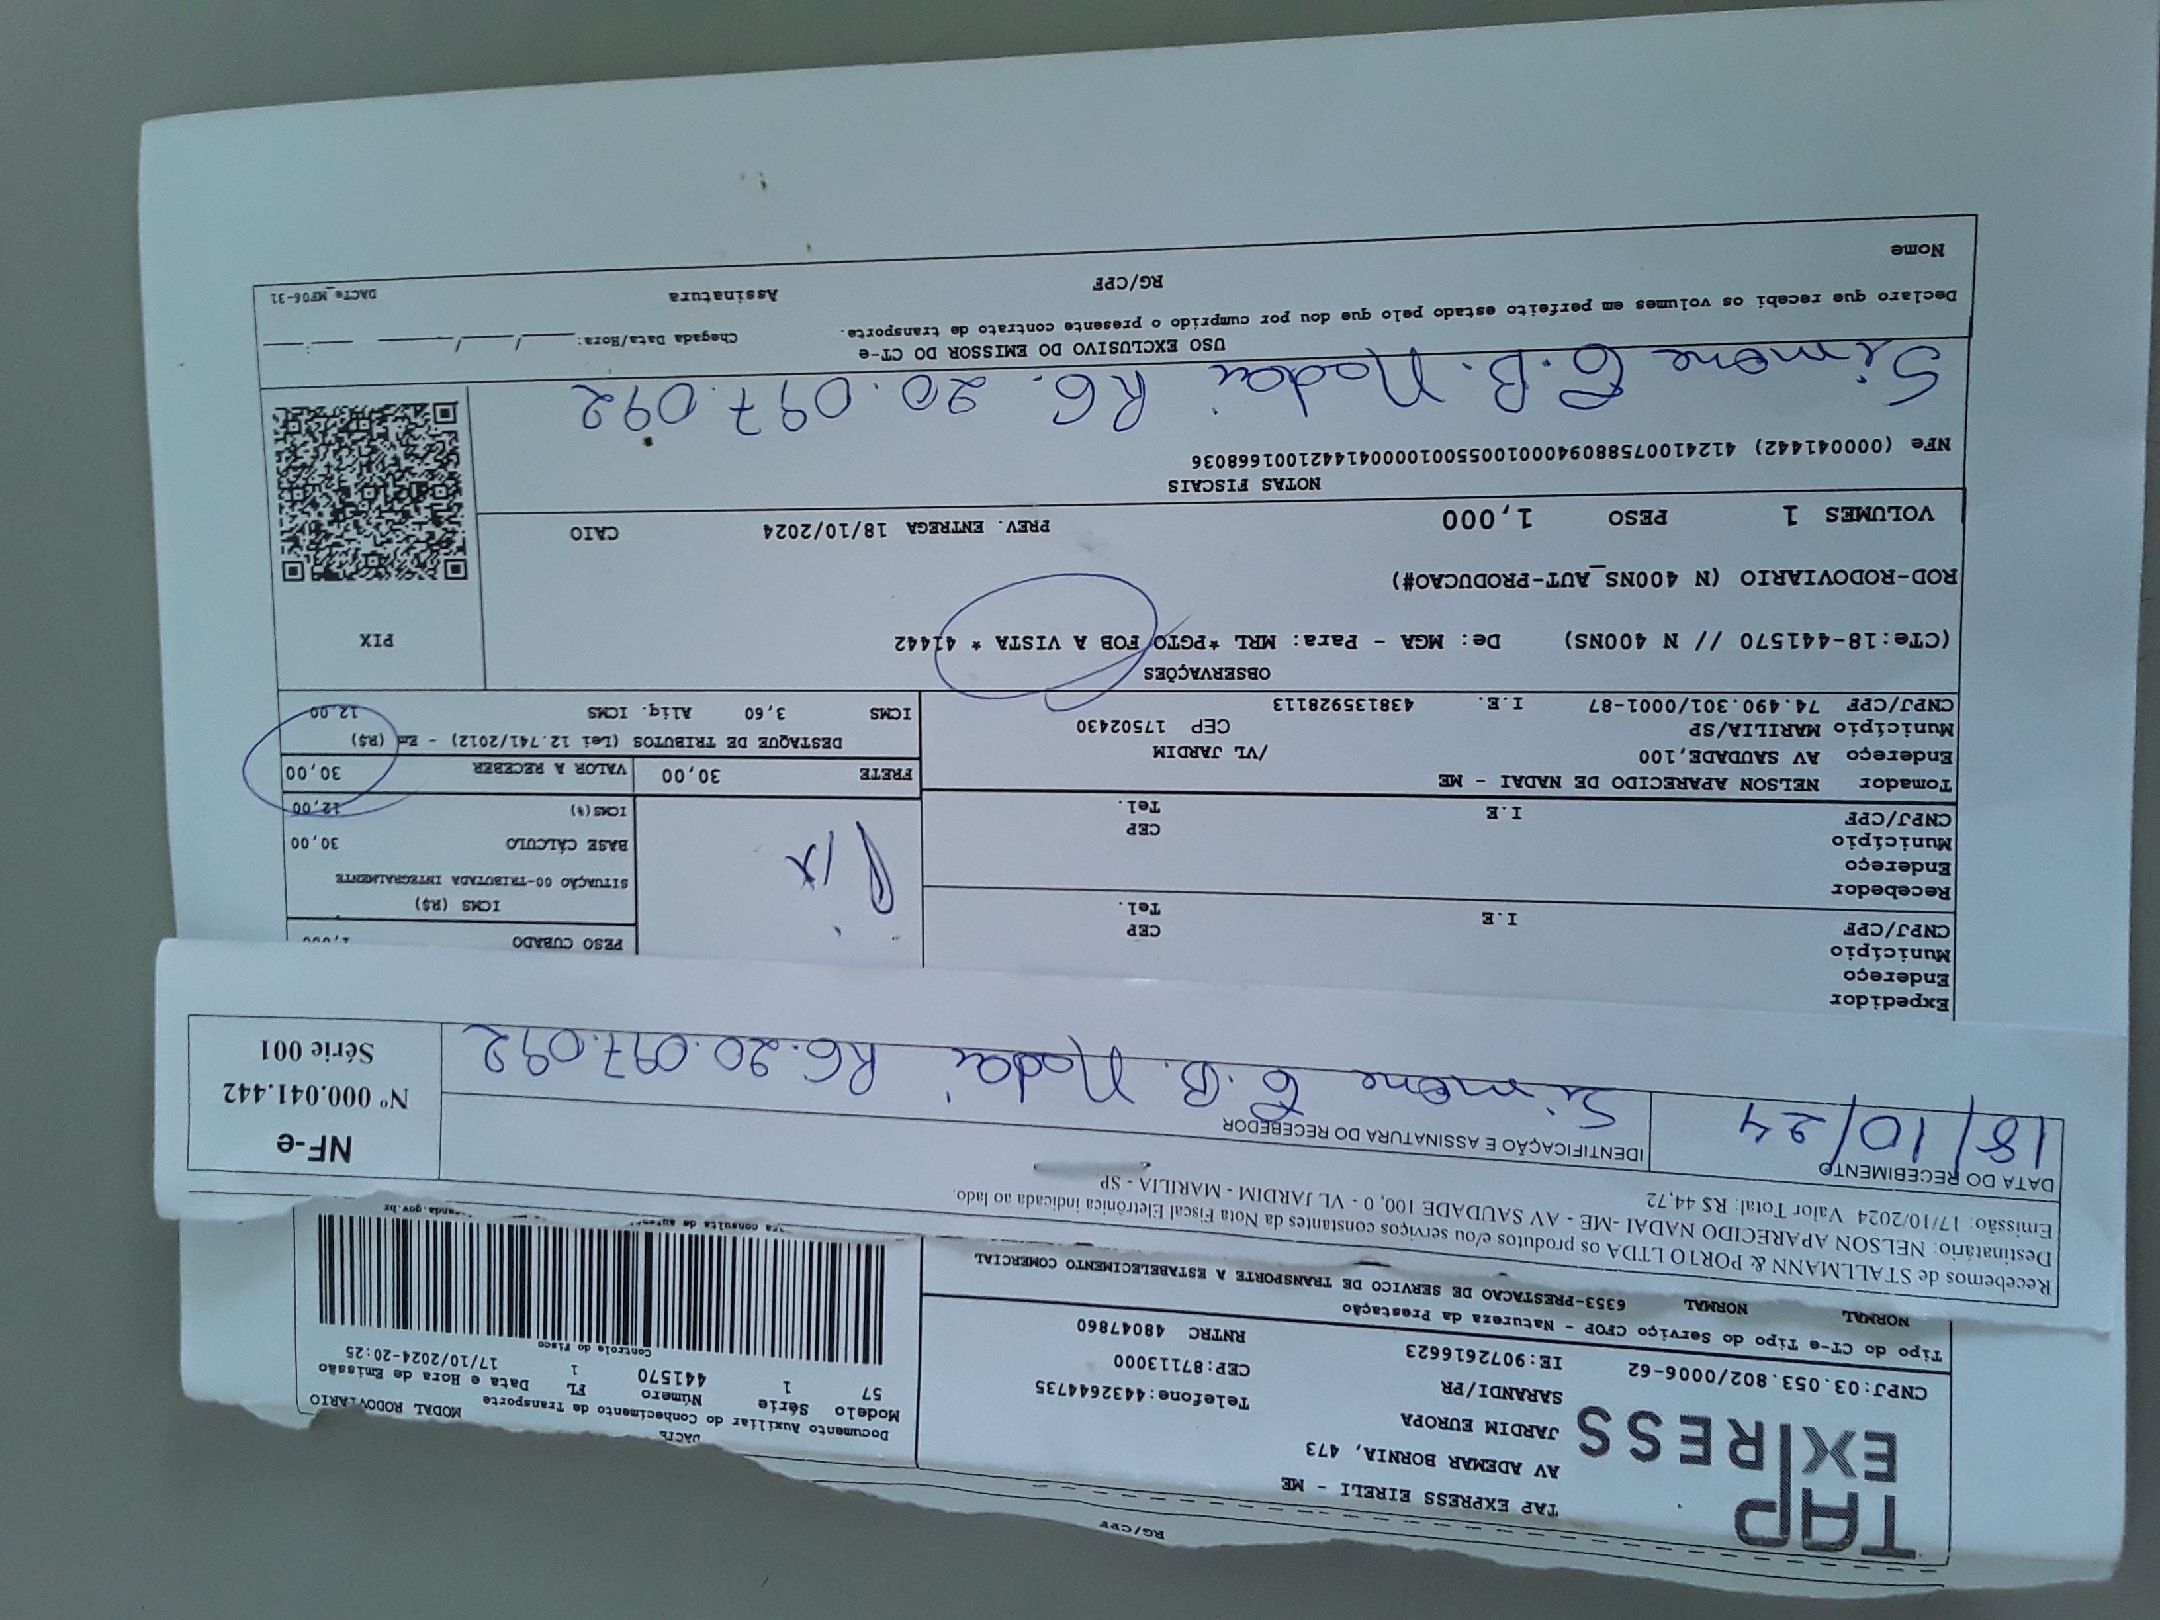 RG/CPF
TAP
EXPRESS
TAP EXPRESS EIRELI - ME
AV ADEMAR BORNIA, 473
JARDIM EUROPA
SARANDI/PR
Telefone:4432644735
CEP:87113000
CNPJ:03.053.802/0006-62 IE:9072616623 RNTRC 48047860
DACTE
Documento Auxiliar do Conhecimento de Transporte MODAL RODOVIARIO
Modelo Série Número FL Data e Hora de Emissão
57 1 441570 1 17/10/2024-20:25
Controle do Fisco
Tipo do CT-e Tipo do Serviço CFOP - Natureza da Prestação
NORMAL NORMAL 6353-PRESTACAO DE SERVICO DE TRANSPORTE A ESTABELECIMENTO COMERCIAL
Recebemos de STALLMANN & PORTO LTDA os produtos e/ou serviços constantes da Nota Fiscal Eletrônica indicada ao lado.
Destinatário: NELSON APARECIDO NADAI -ME - AV SAUDADE 100, 0 - VL JARDIM - MARILIA - SP
Emissão: 17/10/2024 Valor Total: R$ 44,72
DATA DO RECEBIMENTO
IDENTIFICAÇÃO E ASSINATURA DO RECEBEDOR
18/10/24
Simone E.B. Nadai RG.20.097.092
NF-e
Nº 000.041.442
Série 001
Expedidor
Endereço
Município CEP
CNPJ/CPF I.E Tel.
Recebedor
Endereço
Município CEP
CNPJ/CPF I.E Tel.
Tomador NELSON APARECIDO DE NADAI - ME
Endereço AV SAUDADE,100 /VL JARDIM
Município MARILIA/SP CEP 17502430
CNPJ/CPF 74.490.301/0001-87 I.E. 438135928113
Pix
PESO CUBADO
ICMS (R$)
SITUAÇÃO 00-TRIBUTADA INTEGRALMENTE
BASE CÁLCULO 30,00
ICMS(%) 12,00
FRETE 30,00 VALOR A RECEBER 30,00
DESTAQUE DE TRIBUTOS (Lei 12.741/2012) - Em (R$)
ICMS 3,60 Aliq. ICMS 12,00
OBSERVAÇÕES
(CTe:18-441570 // N 400NS) De: MGA - Para: MRL *PGTO FOB A VISTA * 41442
ROD-RODOVIARIO (N 400NS_AUT-PRODUCAO#)
PIX
VOLUMES 1 PESO 1,000 PREV. ENTREGA 18/10/2024 CAIO
NOTAS FISCAIS
NFe (000041442) 41241007588094000100550010000414421001668036
Simone E.B. Nadai RG. 20.097.092
USO EXCLUSIVO DO EMISSOR DO CT-e
Declaro que recebi os volumes em perfeito estado pelo que dou por cumprido o presente contrato de transporte.
Chegada Data/Hora: ___/___/___ __:__
Nome RG/CPF Assinatura DACTe_MF06-31